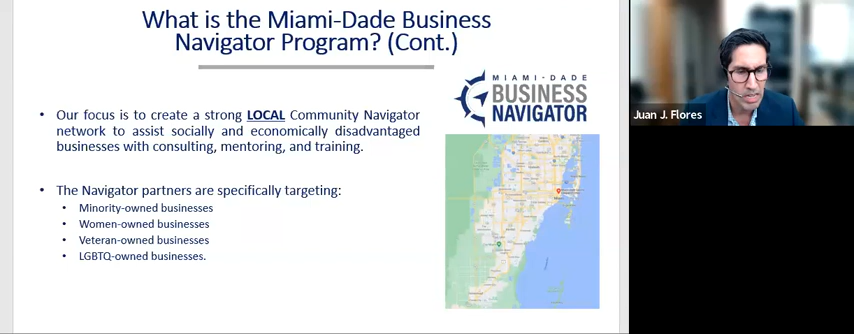 What is the Miami-Dade Business
Navigator Program? (Cont.)
MIAMI-DADE
BUSINESS
NAVIGATOR
• Our focus is to create a strong LOCAL Community Navigator
network to assist socially and economically disadvantaged
businesses with consulting, mentoring, and training.
• The Navigator partners are specifically targeting:
• Minority-owned businesses
• Women-owned businesses
• Veteran-owned businesses
• LGBTQ-owned businesses.
Juan J. Flores